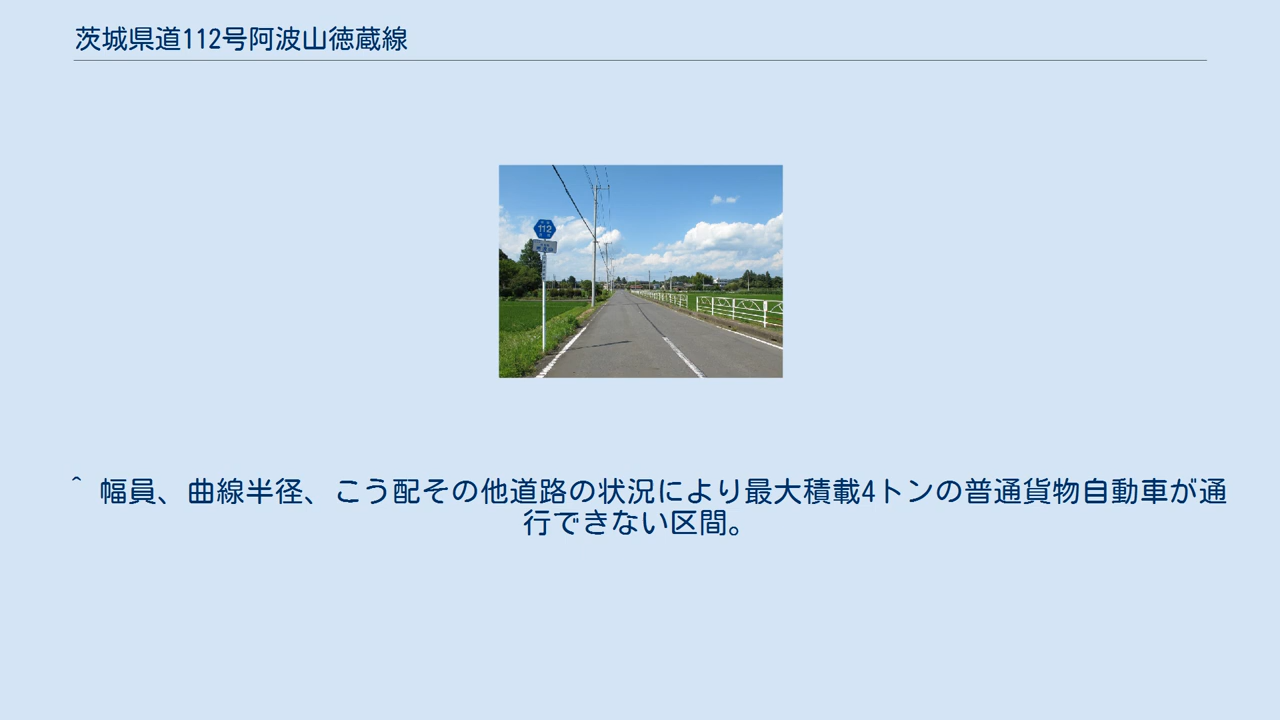 茨城県道112号阿波山徳蔵線
112
^ 幅員、曲線半径、こう配その他道路の状況により最大積載4トンの普通貨物自動車が通
行できない区間。